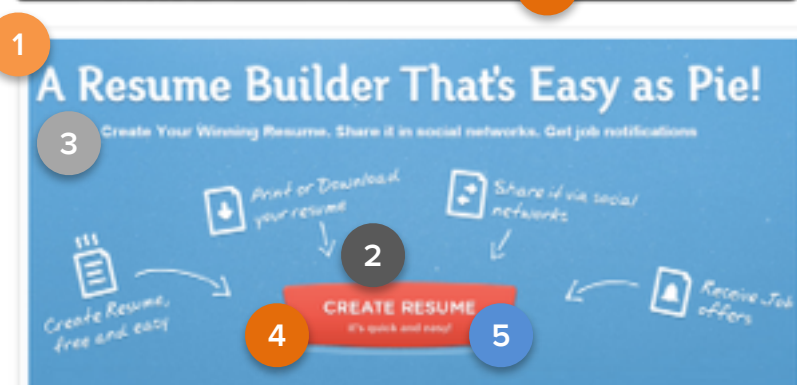 1
A Resume Builder That's Easy as Pie!
3
Create Your Winning Resume. Share it in social networks. Get job notifications
Print or Download
your resume
Share it via social
networks
2
Create Resume,
free and easy
CREATE RESUME
it's quick and easy!
4
5
Receive Job
offers